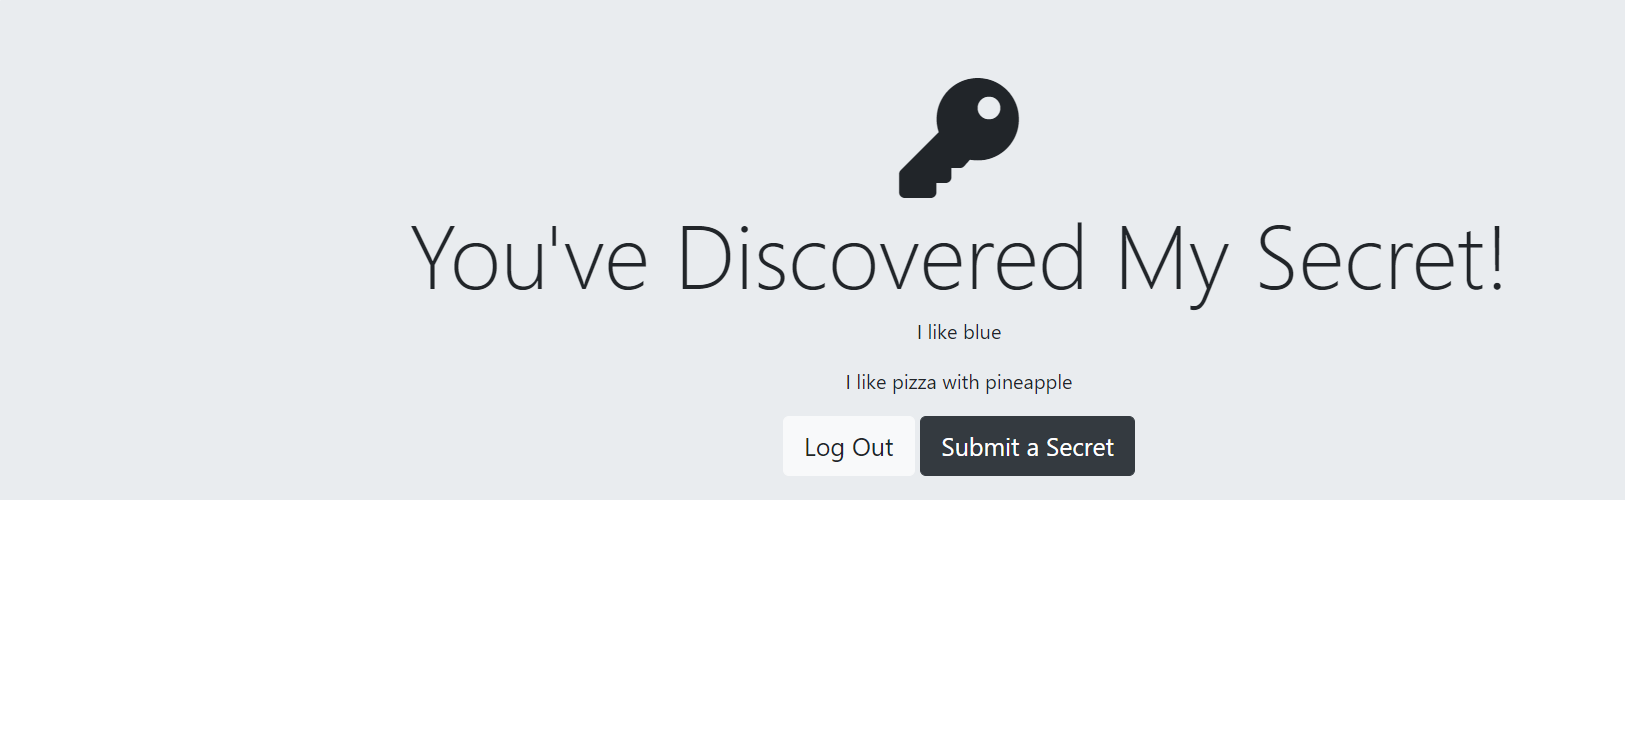 You've Discovered My Secret!
I like blue
I like pizza with pineapple
Log Out
Submit a Secret